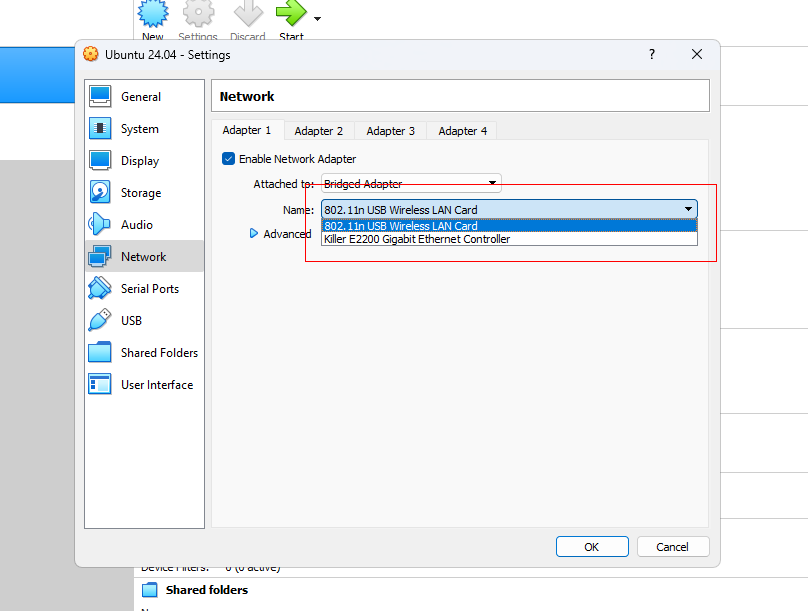 New Settings Discard Start
Ubuntu 24.04 - Settings
?
General
System
Display
Storage
Audio
Network
Serial Ports
USB
Shared Folders
User Interface
Network
Adapter 1 Adapter 2 Adapter 3 Adapter 4
Enable Network Adapter
Attached to: Bridged Adapter
Name: 802.11n USB Wireless LAN Card
802.11n USB Wireless LAN Card
Killer E2200 Gigabit Ethernet Controller
Advanced
OK Cancel
Device Filters: 0 (0 active)
Shared folders